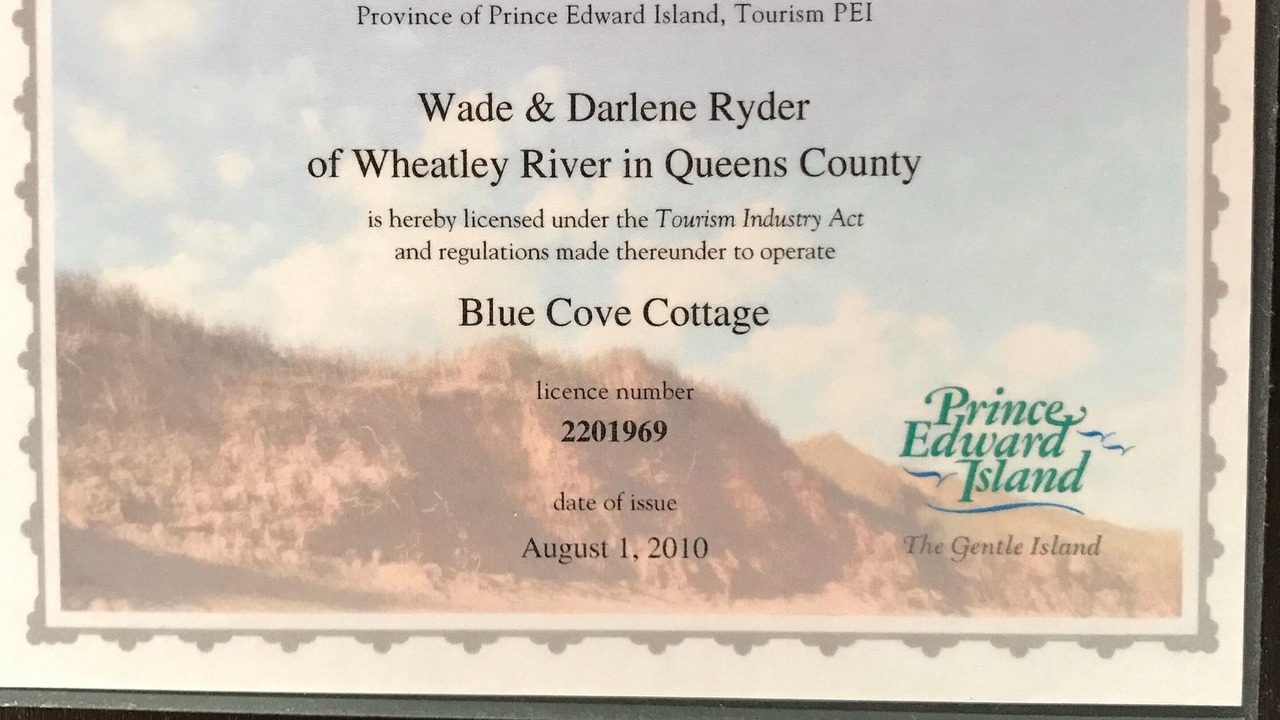 Province of Prince Edward Island, Tourism PEI
Wade & Darlene Ryder
of Wheatley River in Queens County
is hereby licensed under the Tourism Industry Act
and regulations made thereunder to operate
Blue Cove Cottage
licence number
2201969
date of issue
August 1, 2010
Prince
Edward
Island
The Gentle Island